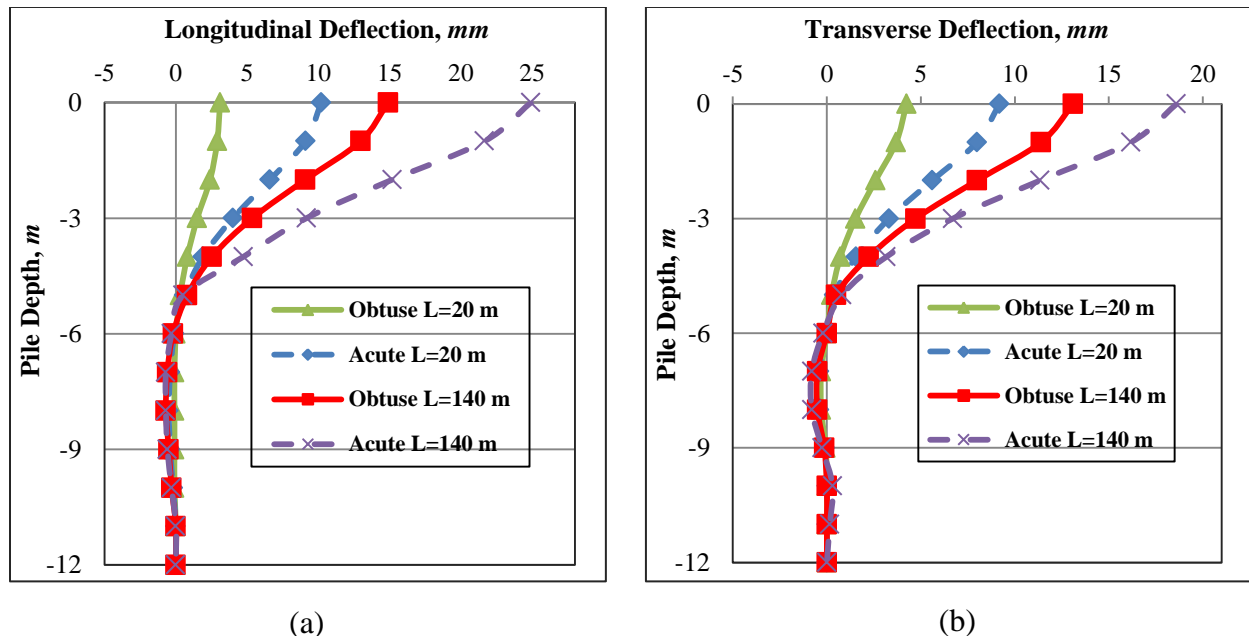 Longitudinal Deflection, mm
-5 0 5 10 15 20 25
0
-3
-6
-9
-12
Pile Depth, m
Obtuse L=20 m
Acute L=20 m
Obtuse L=140 m
Acute L=140 m
(a)
Transverse Deflection, mm
-5 0 5 10 15 20
0
-3
-6
-9
-12
Pile Depth, m
Obtuse L=20 m
Acute L=20 m
Obtuse L=140 m
Acute L=140 m
(b)